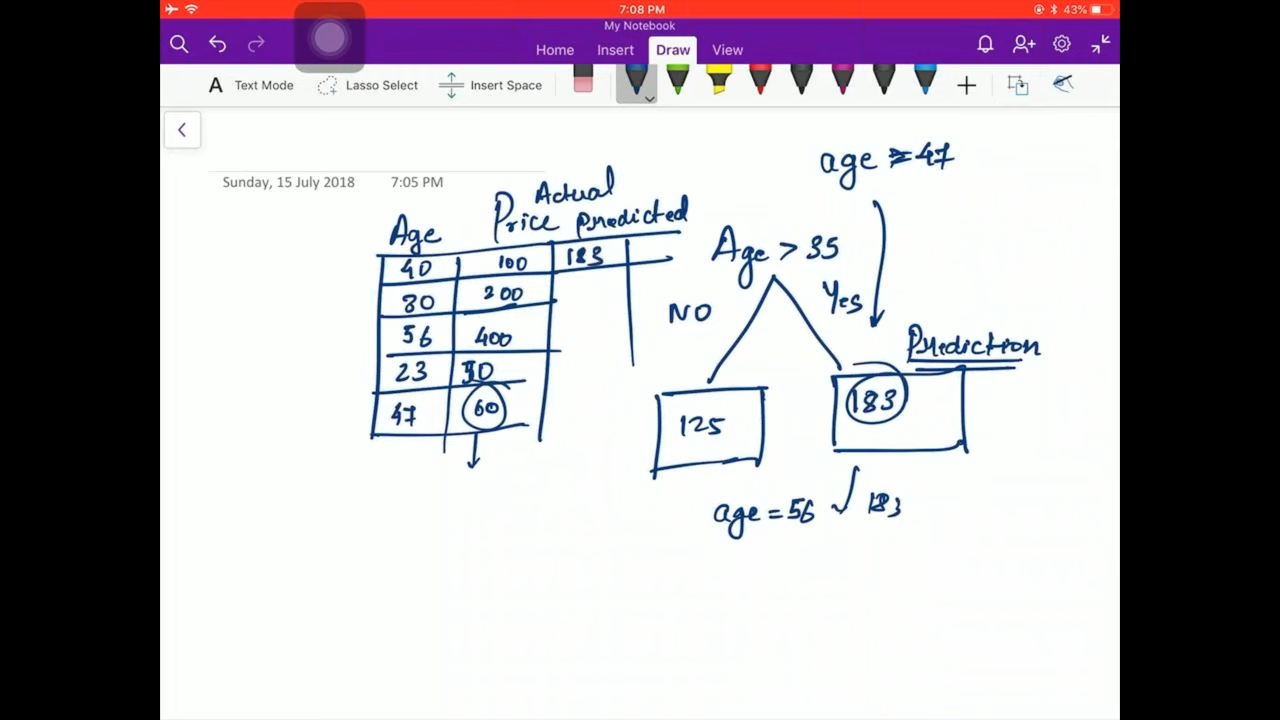 7:08 PM
43%
My Notebook
Home Insert Draw View
Text Mode Lasso Select Insert Space
Sunday, 15 July 2018 7:05 PM
age = 47
Actual
Age Price Predicted
40 100 183
80 200
56 400
23 50
47 60
Age > 35
NO Yes
Prediction
125 183
age = 56 183